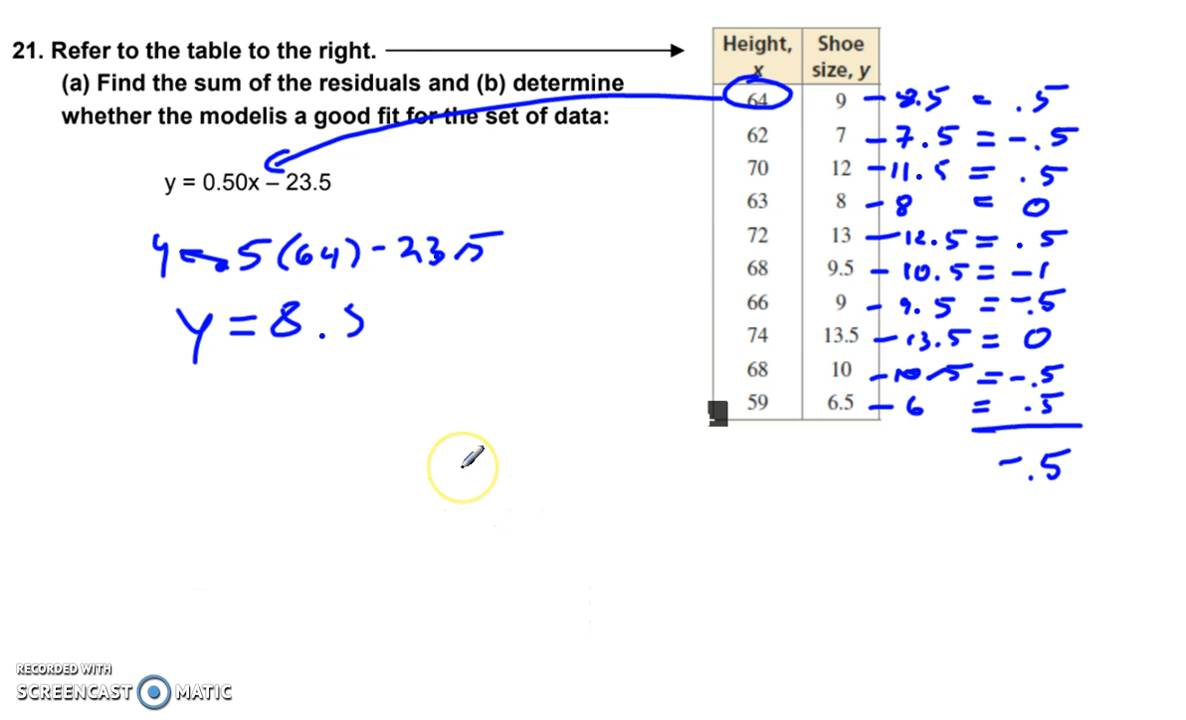 21. Refer to the table to the right.
(a) Find the sum of the residuals and (b) determine
whether the modelis a good fit for the set of data:
y = 0.50x – 23.5
y = .5(64) - 23.5
y = 8.5
Height, x Shoe size, y
64 9 - 8.5 = .5
62 7 - 7.5 = -.5
70 12 - 11.5 = .5
63 8 - 8 = 0
72 13 - 12.5 = .5
68 9.5 - 10.5 = -1
66 9 - 9.5 = -.5
74 13.5 - 13.5 = 0
68 10 - 10.5 = -.5
59 6.5 - 6 = .5
-.5
RECORDED WITH
SCREENCAST MATIC